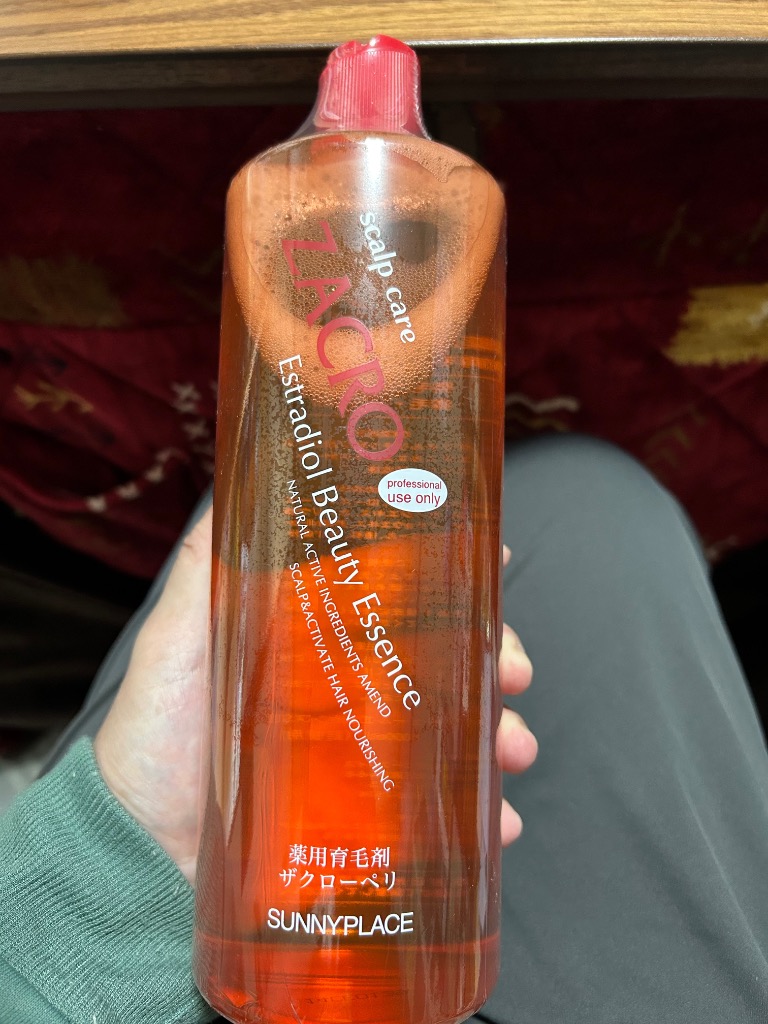 scalp care
ZACRO
Estradiol Beauty Essence
NATURAL ACTIVE INGREDIENTS AMEND
SCALP&ACTIVATE HAIR NOURISHING
professional
use only
薬用育毛剤
ザクローペリ
SUNNYPLACE